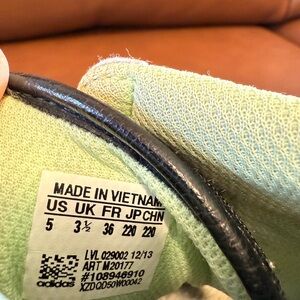 MADE IN VIETNAM
US UK FR JP CHN
5 3½ 36 220 220
LVL 029002 12/13
ART M20177
#108946910
XZDQD50W00042
adidas